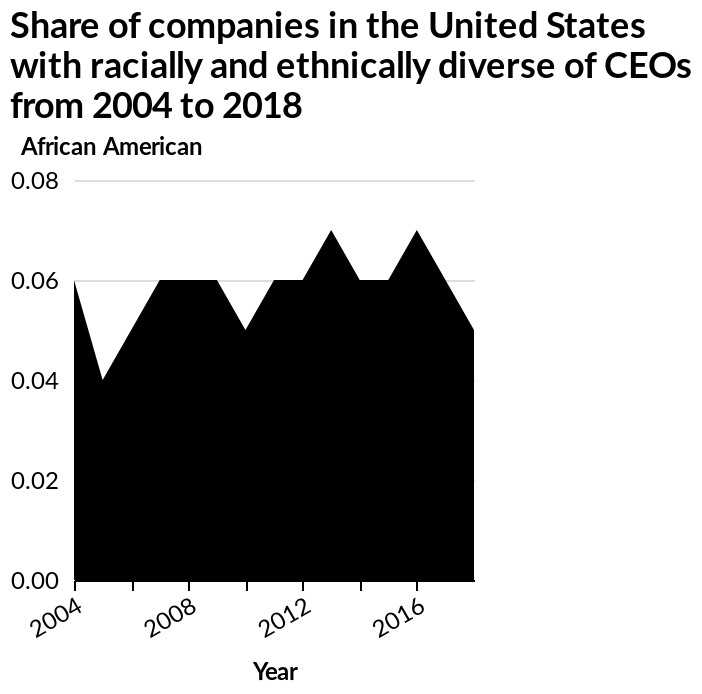 Share of companies in the United States
with racially and ethnically diverse of CEOs
from 2004 to 2018
African American
0.08
0.06
0.04
0.02
0.00
2004
2008
2012
2016
Year